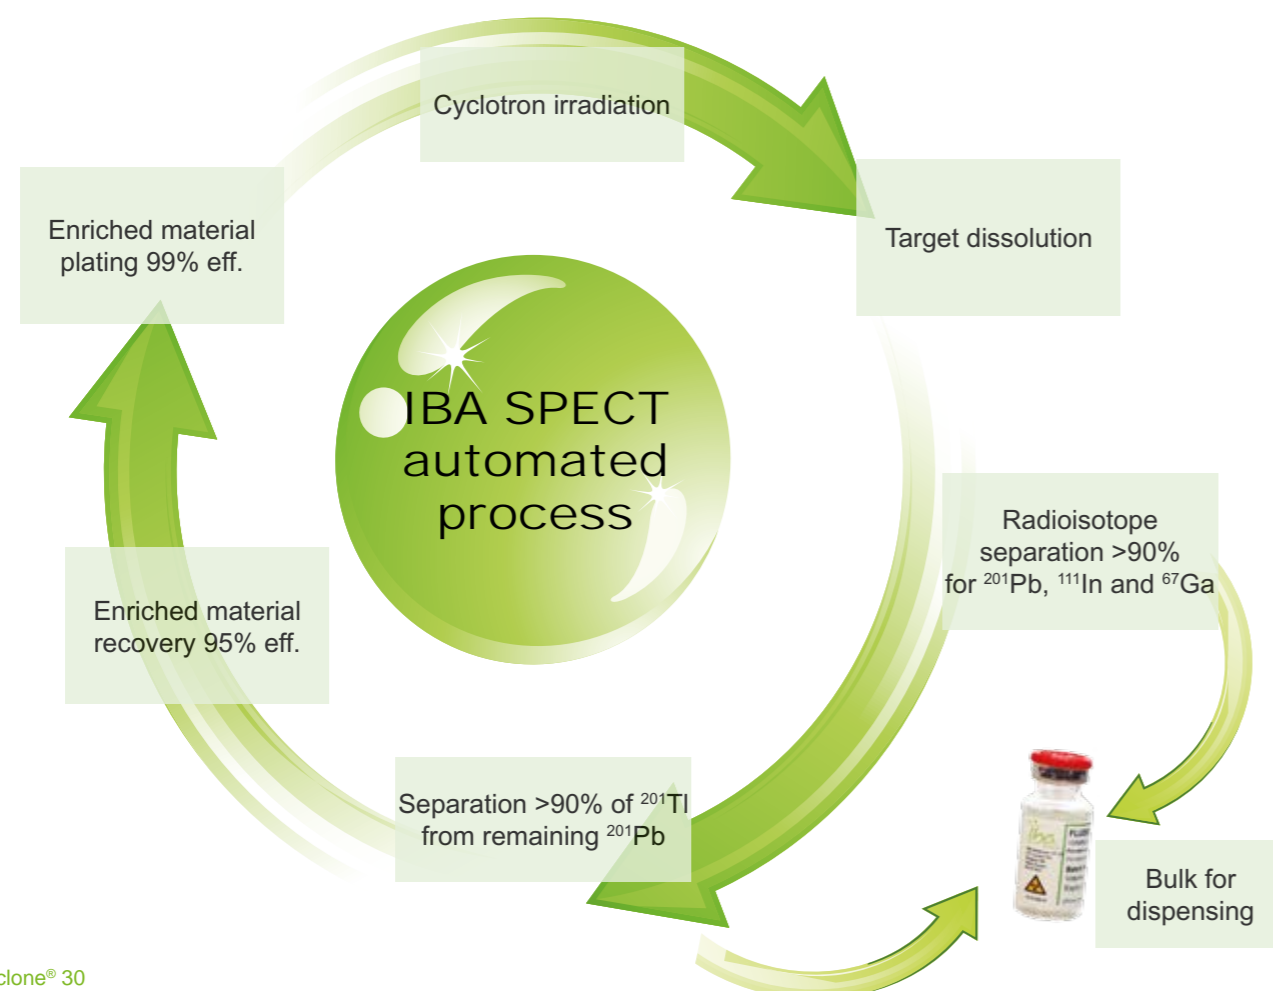 Cyclotron irradiation
Enriched material
plating 99% eff.
Target dissolution
IBA SPECT
automated
process
Radioisotope
separation >90%
for ²⁰¹Pb, ¹¹¹In and ⁶⁷Ga
Enriched material
recovery 95% eff.
Separation >90% of ²⁰¹Tl
from remaining ²⁰¹Pb
iba
Bulk for
dispensing
clone® 30